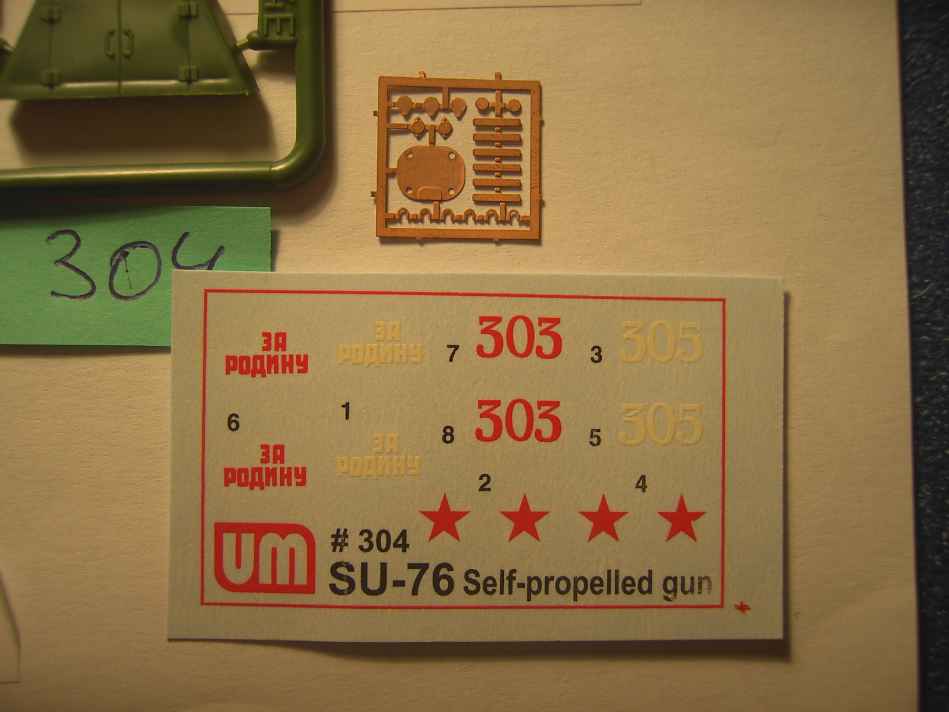 304
ЗА
РОДИНУ
ЗА
РОДИНУ
7
303
3
305
6
1
8
303
5
305
ЗА
РОДИНУ
ЗА
РОДИНУ
2
4
UM
# 304
SU-76 Self-propelled gun